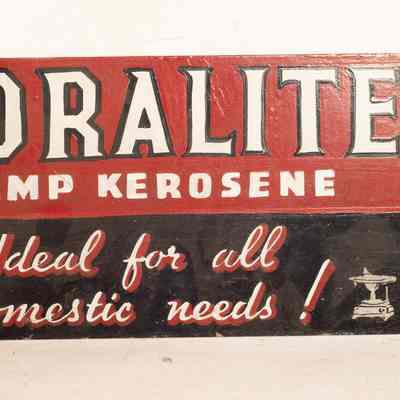 ORALITE
MP KEROSENE
Ideal for all
mestic needs!